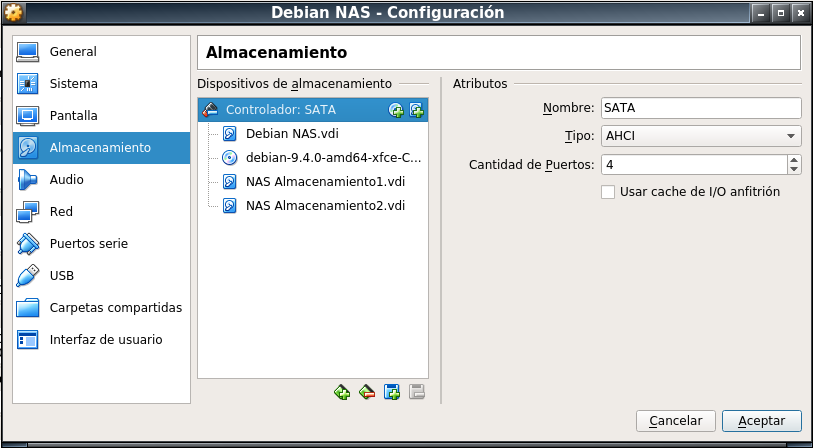 Debian NAS - Configuración
General
Sistema
Pantalla
Almacenamiento
Audio
Red
Puertos serie
USB
Carpetas compartidas
Interfaz de usuario
Almacenamiento
Dispositivos de almacenamiento
Controlador: SATA
Debian NAS.vdi
debian-9.4.0-amd64-xfce-C...
NAS Almacenamiento1.vdi
NAS Almacenamiento2.vdi
Atributos
Nombre: SATA
Tipo: AHCI
Cantidad de Puertos: 4
Usar cache de I/O anfitrión
Cancelar Aceptar